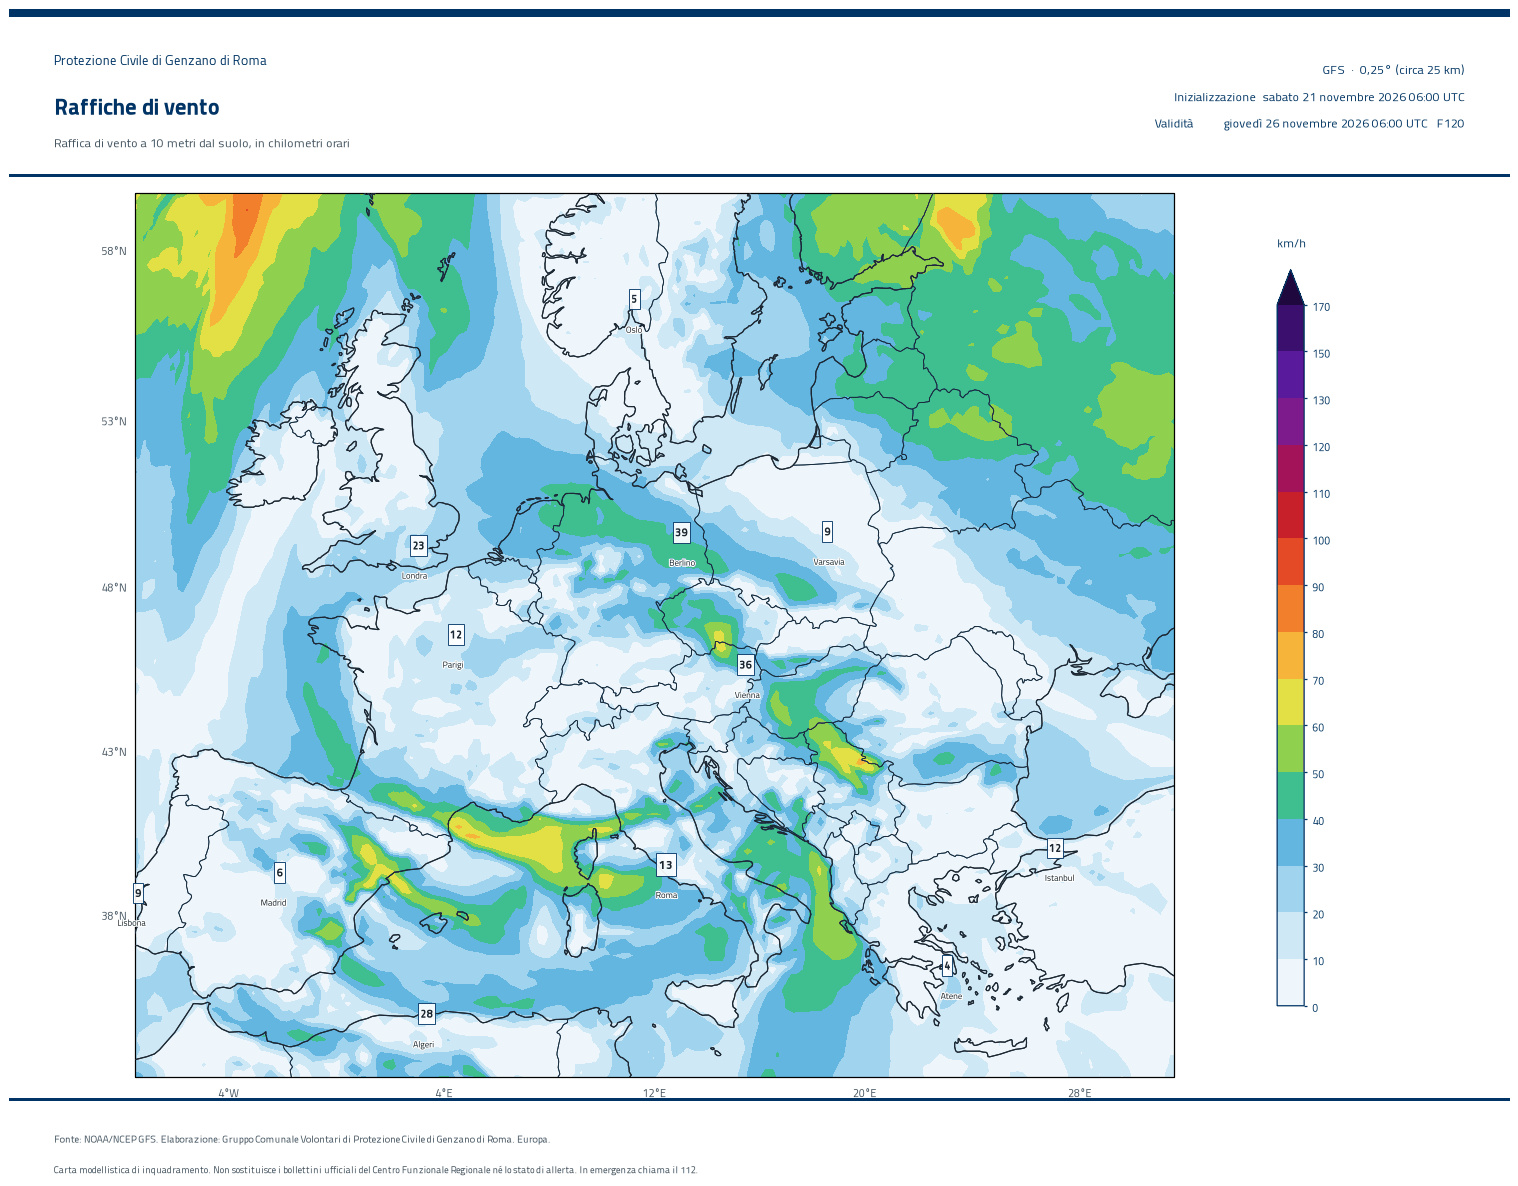 Protezione Civile di Genzano di Roma
Raffiche di vento
Raffica di vento a 10 metri dal suolo, in chilometri orari
GFS · 0,25° (circa 25 km)
Inizializzazione sabato 21 novembre 2026 06:00 UTC
Validità giovedì 26 novembre 2026 06:00 UTC F120
58°N
53°N
48°N
43°N
38°N
4°W
4°E
12°E
20°E
28°E
5
Oslo
39
Berlino
9
Varsavia
23
Londra
12
Parigi
36
Vienna
6
Madrid
9
Lisbona
13
Roma
12
Istanbul
4
Atene
28
Algeri
km/h
170
150
130
120
110
100
90
80
70
60
50
40
30
20
10
0
Fonte: NOAA/NCEP GFS. Elaborazione: Gruppo Comunale Volontari di Protezione Civile di Genzano di Roma. Europa.
Carta modellistica di inquadramento. Non sostituisce i bollettini ufficiali del Centro Funzionale Regionale né lo stato di allerta. In emergenza chiama il 112.